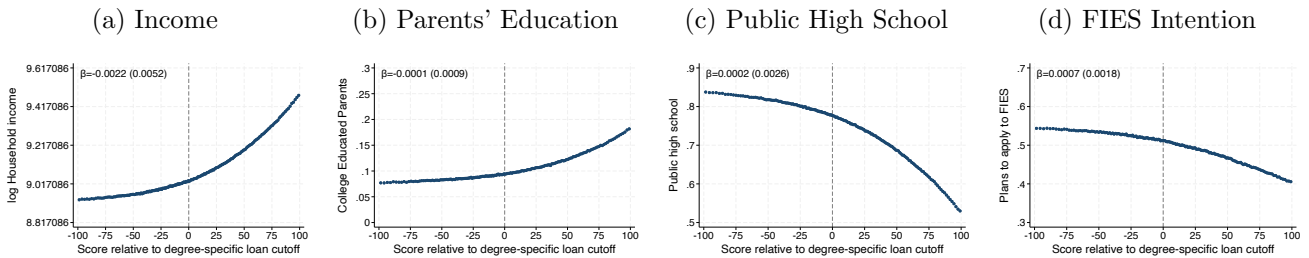 (a) Income
9.617086
9.417086
9.217086
9.017086
8.817086
log Household income
β=-0.0022 (0.0052)
-100 -75 -50 -25 0 25 50 75 100
Score relative to degree-specific loan cutoff
(b) Parents' Education
.3
.25
.2
.15
.1
.05
0
College Educated Parents
β=-0.0001 (0.0009)
-100 -75 -50 -25 0 25 50 75 100
Score relative to degree-specific loan cutoff
(c) Public High School
.9
.8
.7
.6
.5
Public high school
β=0.0002 (0.0026)
-100 -75 -50 -25 0 25 50 75 100
Score relative to degree-specific loan cutoff
(d) FIES Intention
.7
.6
.5
.4
.3
Plans to apply to FIES
β=0.0007 (0.0018)
-100 -75 -50 -25 0 25 50 75 100
Score relative to degree-specific loan cutoff